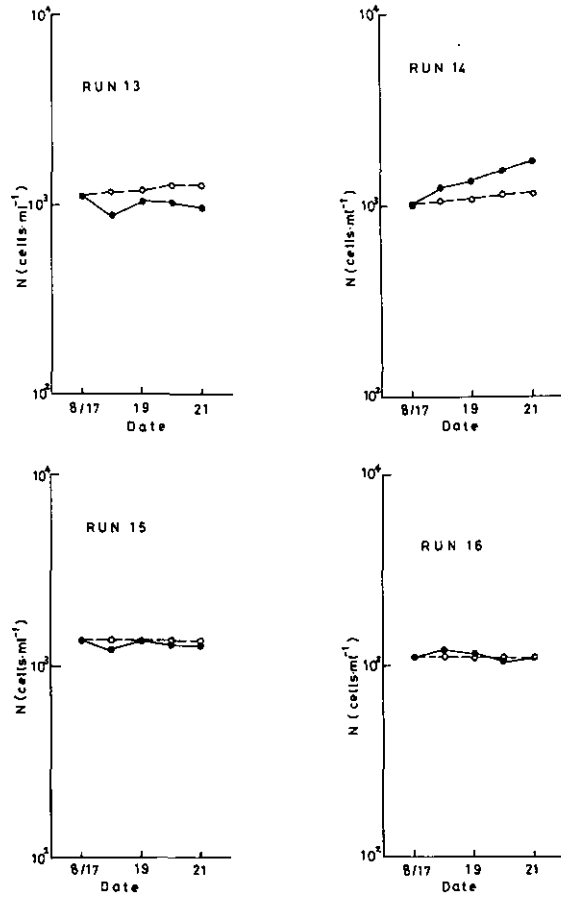 10⁴
RUN 13
10³
N (cells·ml⁻¹)
10²
8/17 19 21
Date
10⁴
RUN 14
10³
N (cells·ml⁻¹)
10²
8/17 19 21
Date
10⁴
RUN 15
10³
N (cells·ml⁻¹)
10²
8/17 19 21
Date
10⁴
RUN 16
10³
N (cells·ml⁻¹)
10²
8/17 19 21
Date